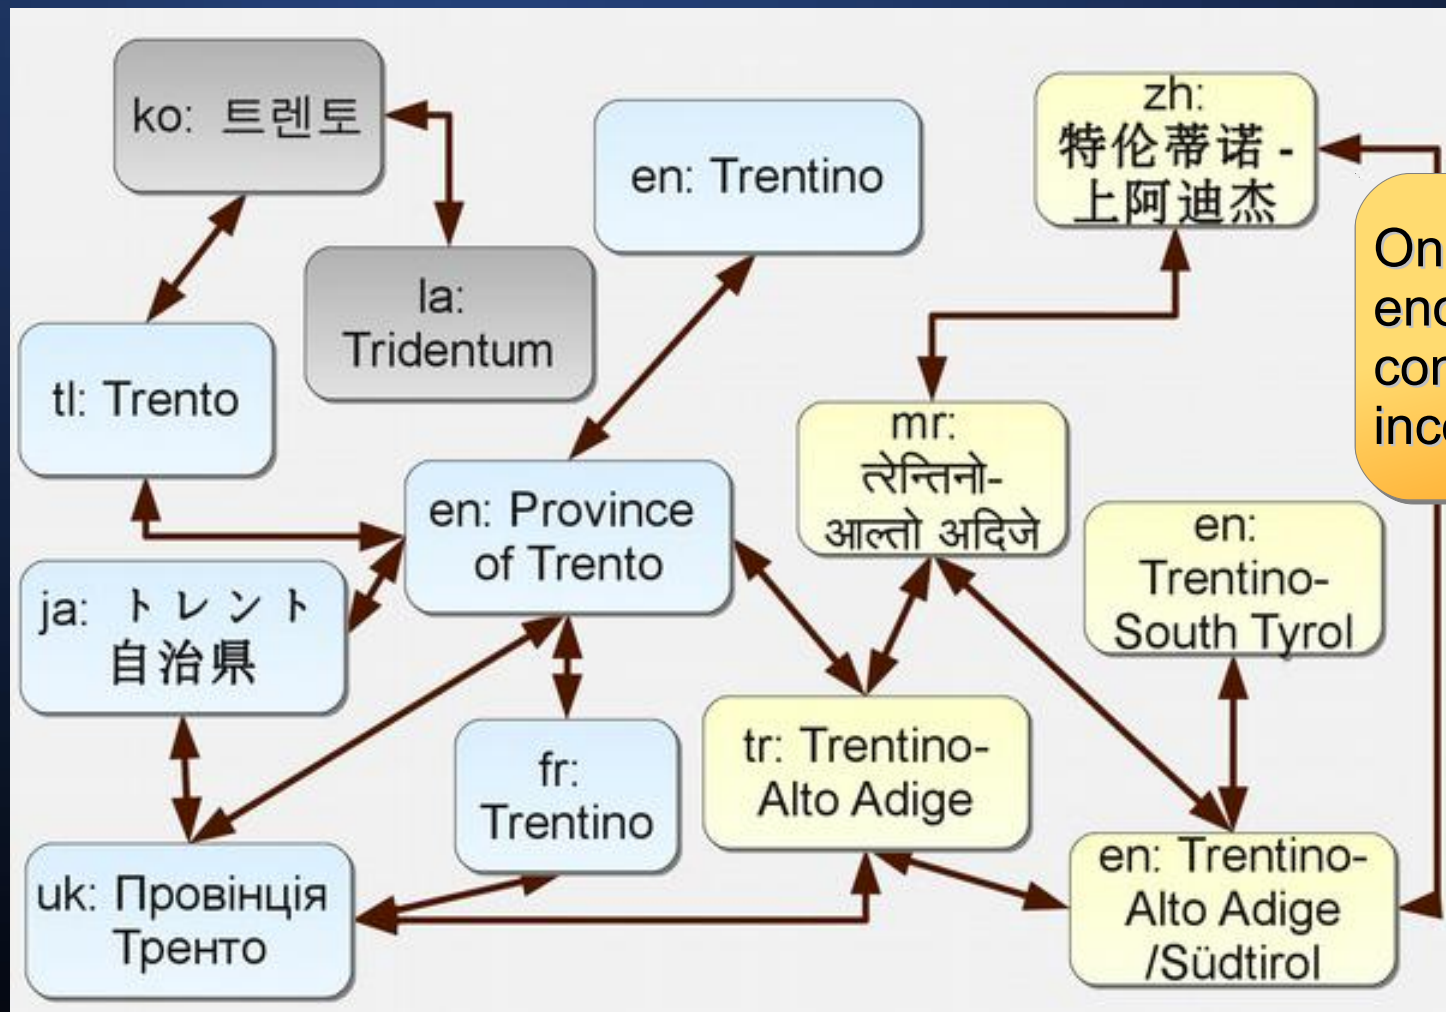 ko: 트렌토
en: Trentino
zh:
特伦蒂诺 -
上阿迪杰
On
la:
Tridentum
tl: Trento
mr:
त्रेन्तिनो-
आल्तो अदिजे
en: Province
of Trento
en:
Trentino-
South Tyrol
ja: トレント
自治県
fr:
Trentino
tr: Trentino-
Alto Adige
uk: Провінція
Тренто
en: Trentino-
Alto Adige
/Südtirol